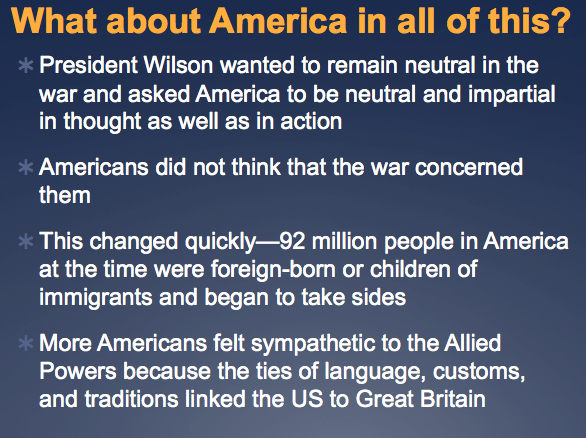 What about America in all of this?
President Wilson wanted to remain neutral in the
war and asked America to be neutral and impartial
in thought as well as in action
Americans did not think that the war concerned
them
This changed quickly—92 million people in America
at the time were foreign-born or children of
immigrants and began to take sides
More Americans felt sympathetic to the Allied
Powers because the ties of language, customs,
and traditions linked the US to Great Britain